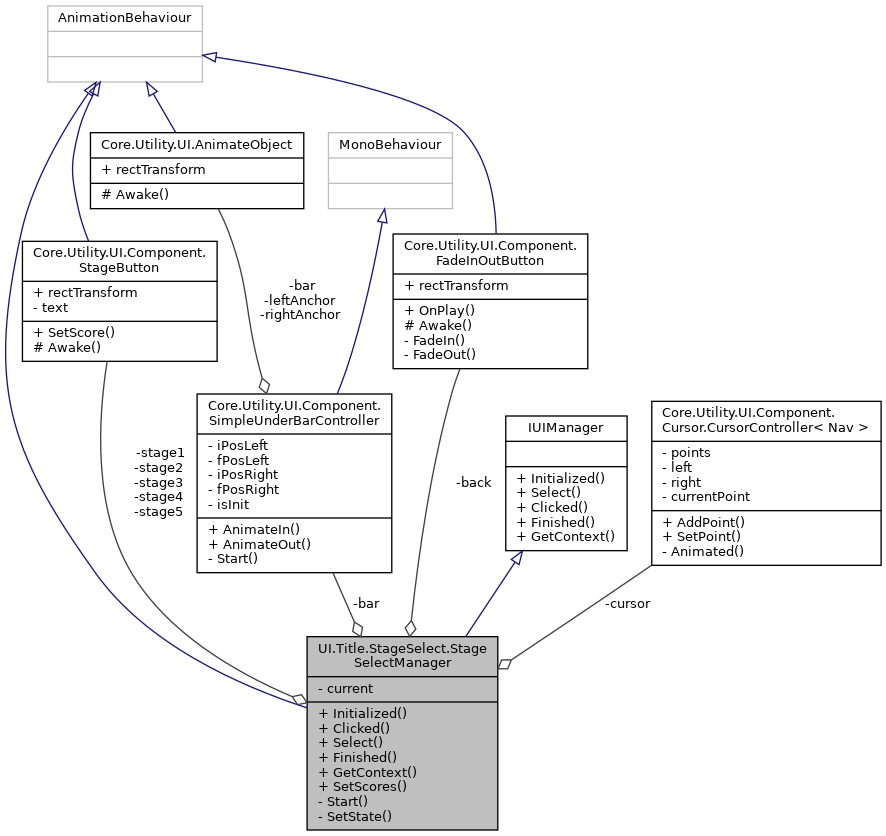 AnimationBehaviour
Core.Utility.UI.AnimateObject
+ rectTransform
# Awake()
MonoBehaviour
Core.Utility.UI.Component.
StageButton
+ rectTransform
- text
+ SetScore()
# Awake()
Core.Utility.UI.Component.
FadeInOutButton
+ rectTransform
+ OnPlay()
# Awake()
- FadeIn()
- FadeOut()
-bar
-leftAnchor
-rightAnchor
Core.Utility.UI.Component.
SimpleUnderBarController
- iPosLeft
- fPosLeft
- iPosRight
- fPosRight
- isInit
+ AnimateIn()
+ AnimateOut()
- Start()
IUIManager
+ Initialized()
+ Select()
+ Clicked()
+ Finished()
+ GetContext()
Core.Utility.UI.Component.
Cursor.CursorController< Nav >
- points
- left
- right
- currentPoint
+ AddPoint()
+ SetPoint()
- Animated()
-stage1
-stage2
-stage3
-stage4
-stage5
-back
-bar
-cursor
UI.Title.StageSelect.Stage
SelectManager
- current
+ Initialized()
+ Clicked()
+ Select()
+ Finished()
+ GetContext()
+ SetScores()
- Start()
- SetState()